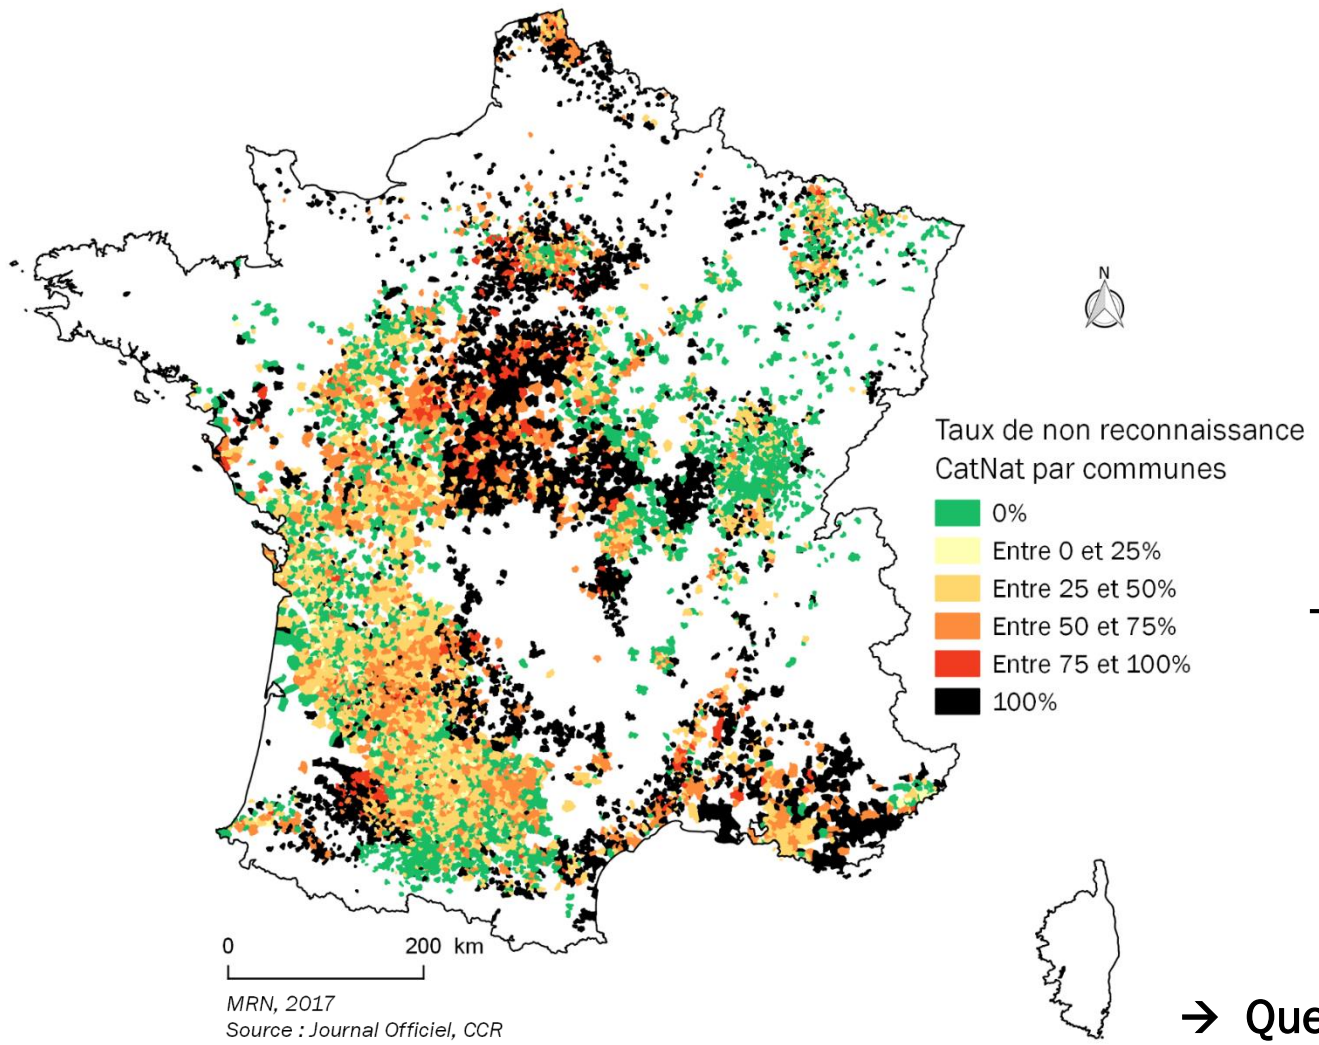 N
Taux de non reconnaissance
CatNat par communes
0%
Entre 0 et 25%
Entre 25 et 50%
Entre 50 et 75%
Entre 75 et 100%
100%
0 200 km
MRN, 2017
Source : Journal Officiel, CCR
→ Que